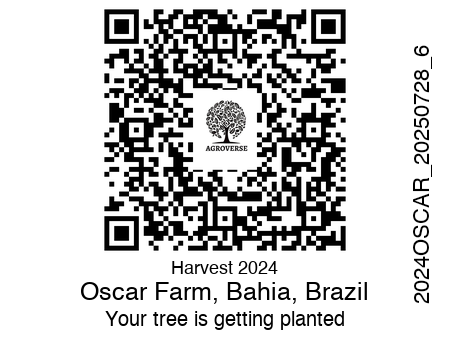 AGROVERSE
Harvest 2024
Oscar Farm, Bahia, Brazil
Your tree is getting planted
2024OSCAR_20250728_6